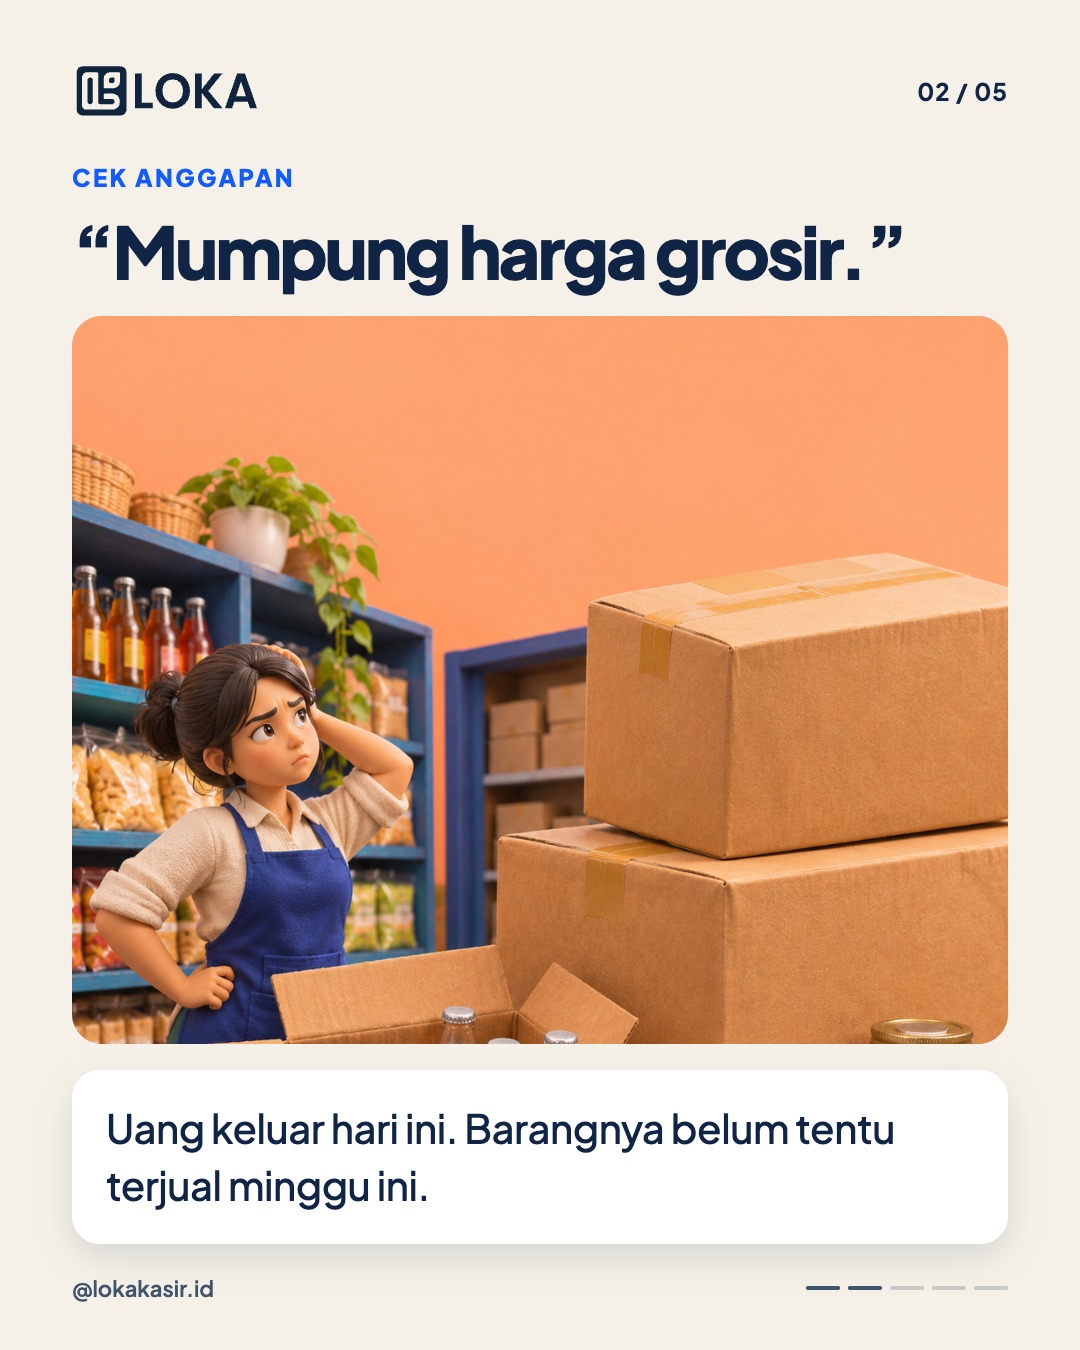 LOKA
02 / 05
CEK ANGGAPAN
“Mumpung harga grosir.”
Uang keluar hari ini. Barangnya belum tentu
terjual minggu ini.
@lokakasir.id